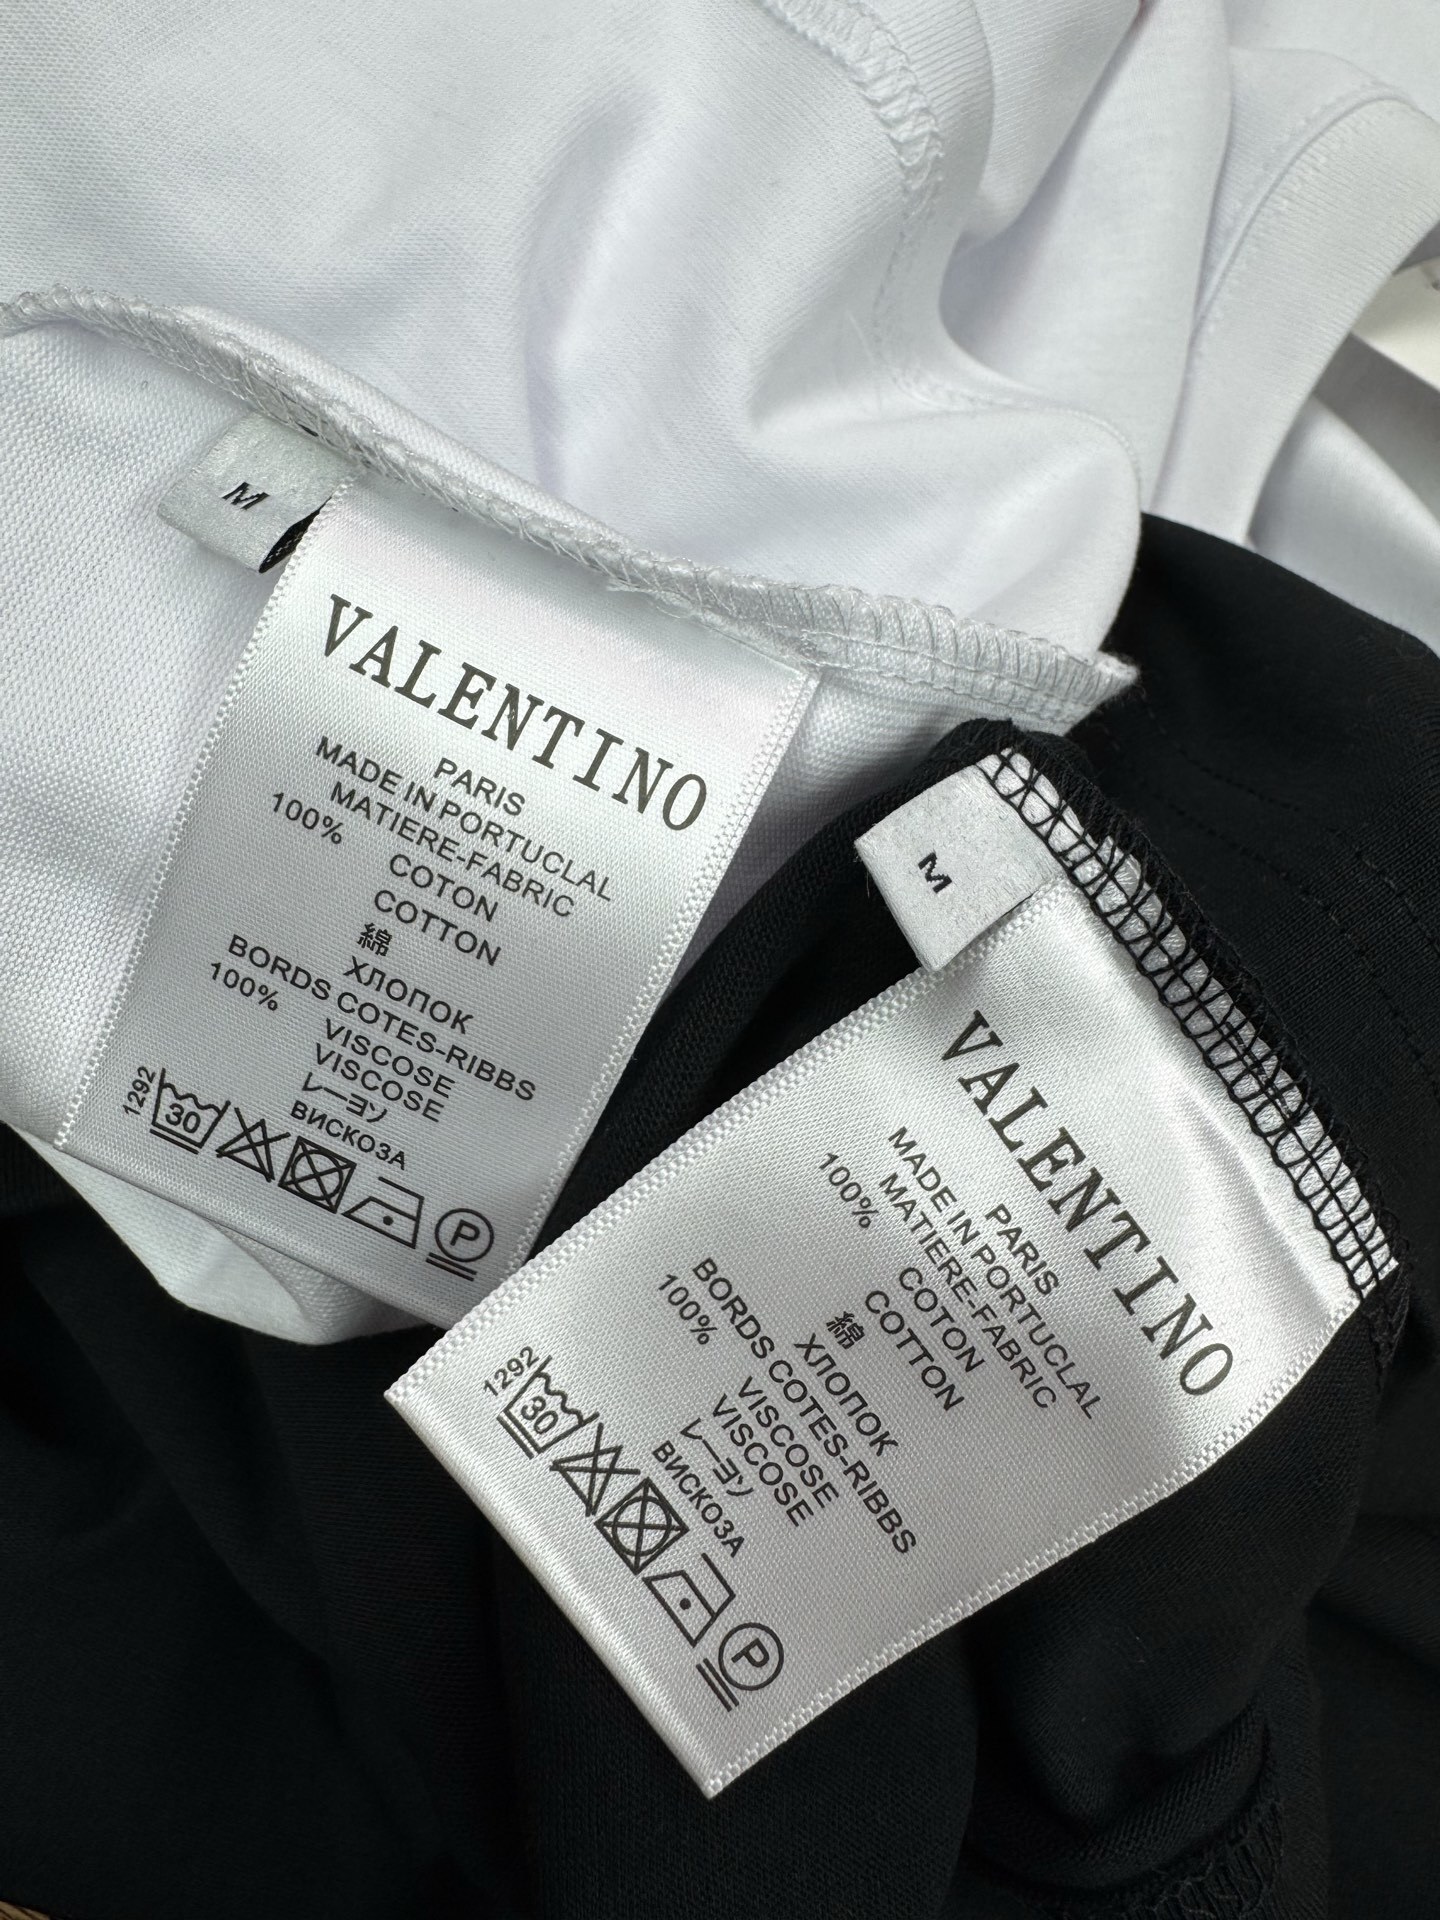 M
VALENTINO
PARIS
MADE IN PORTUCLAL
MATIERE-FABRIC
100% COTON
COTTON
綿
ХЛОПОК
BORDS COTES-RIBBS
100% VISCOSE
VISCOSE
レーヨン
ВИСКОЗА
1292 30 P
M
VALENTINO
PARIS
MADE IN PORTUCLAL
MATIERE-FABRIC
100% COTON
COTTON
綿
ХЛОПОК
BORDS COTES-RIBBS
100% VISCOSE
VISCOSE
レーヨン
ВИСКОЗА
1292 30 P